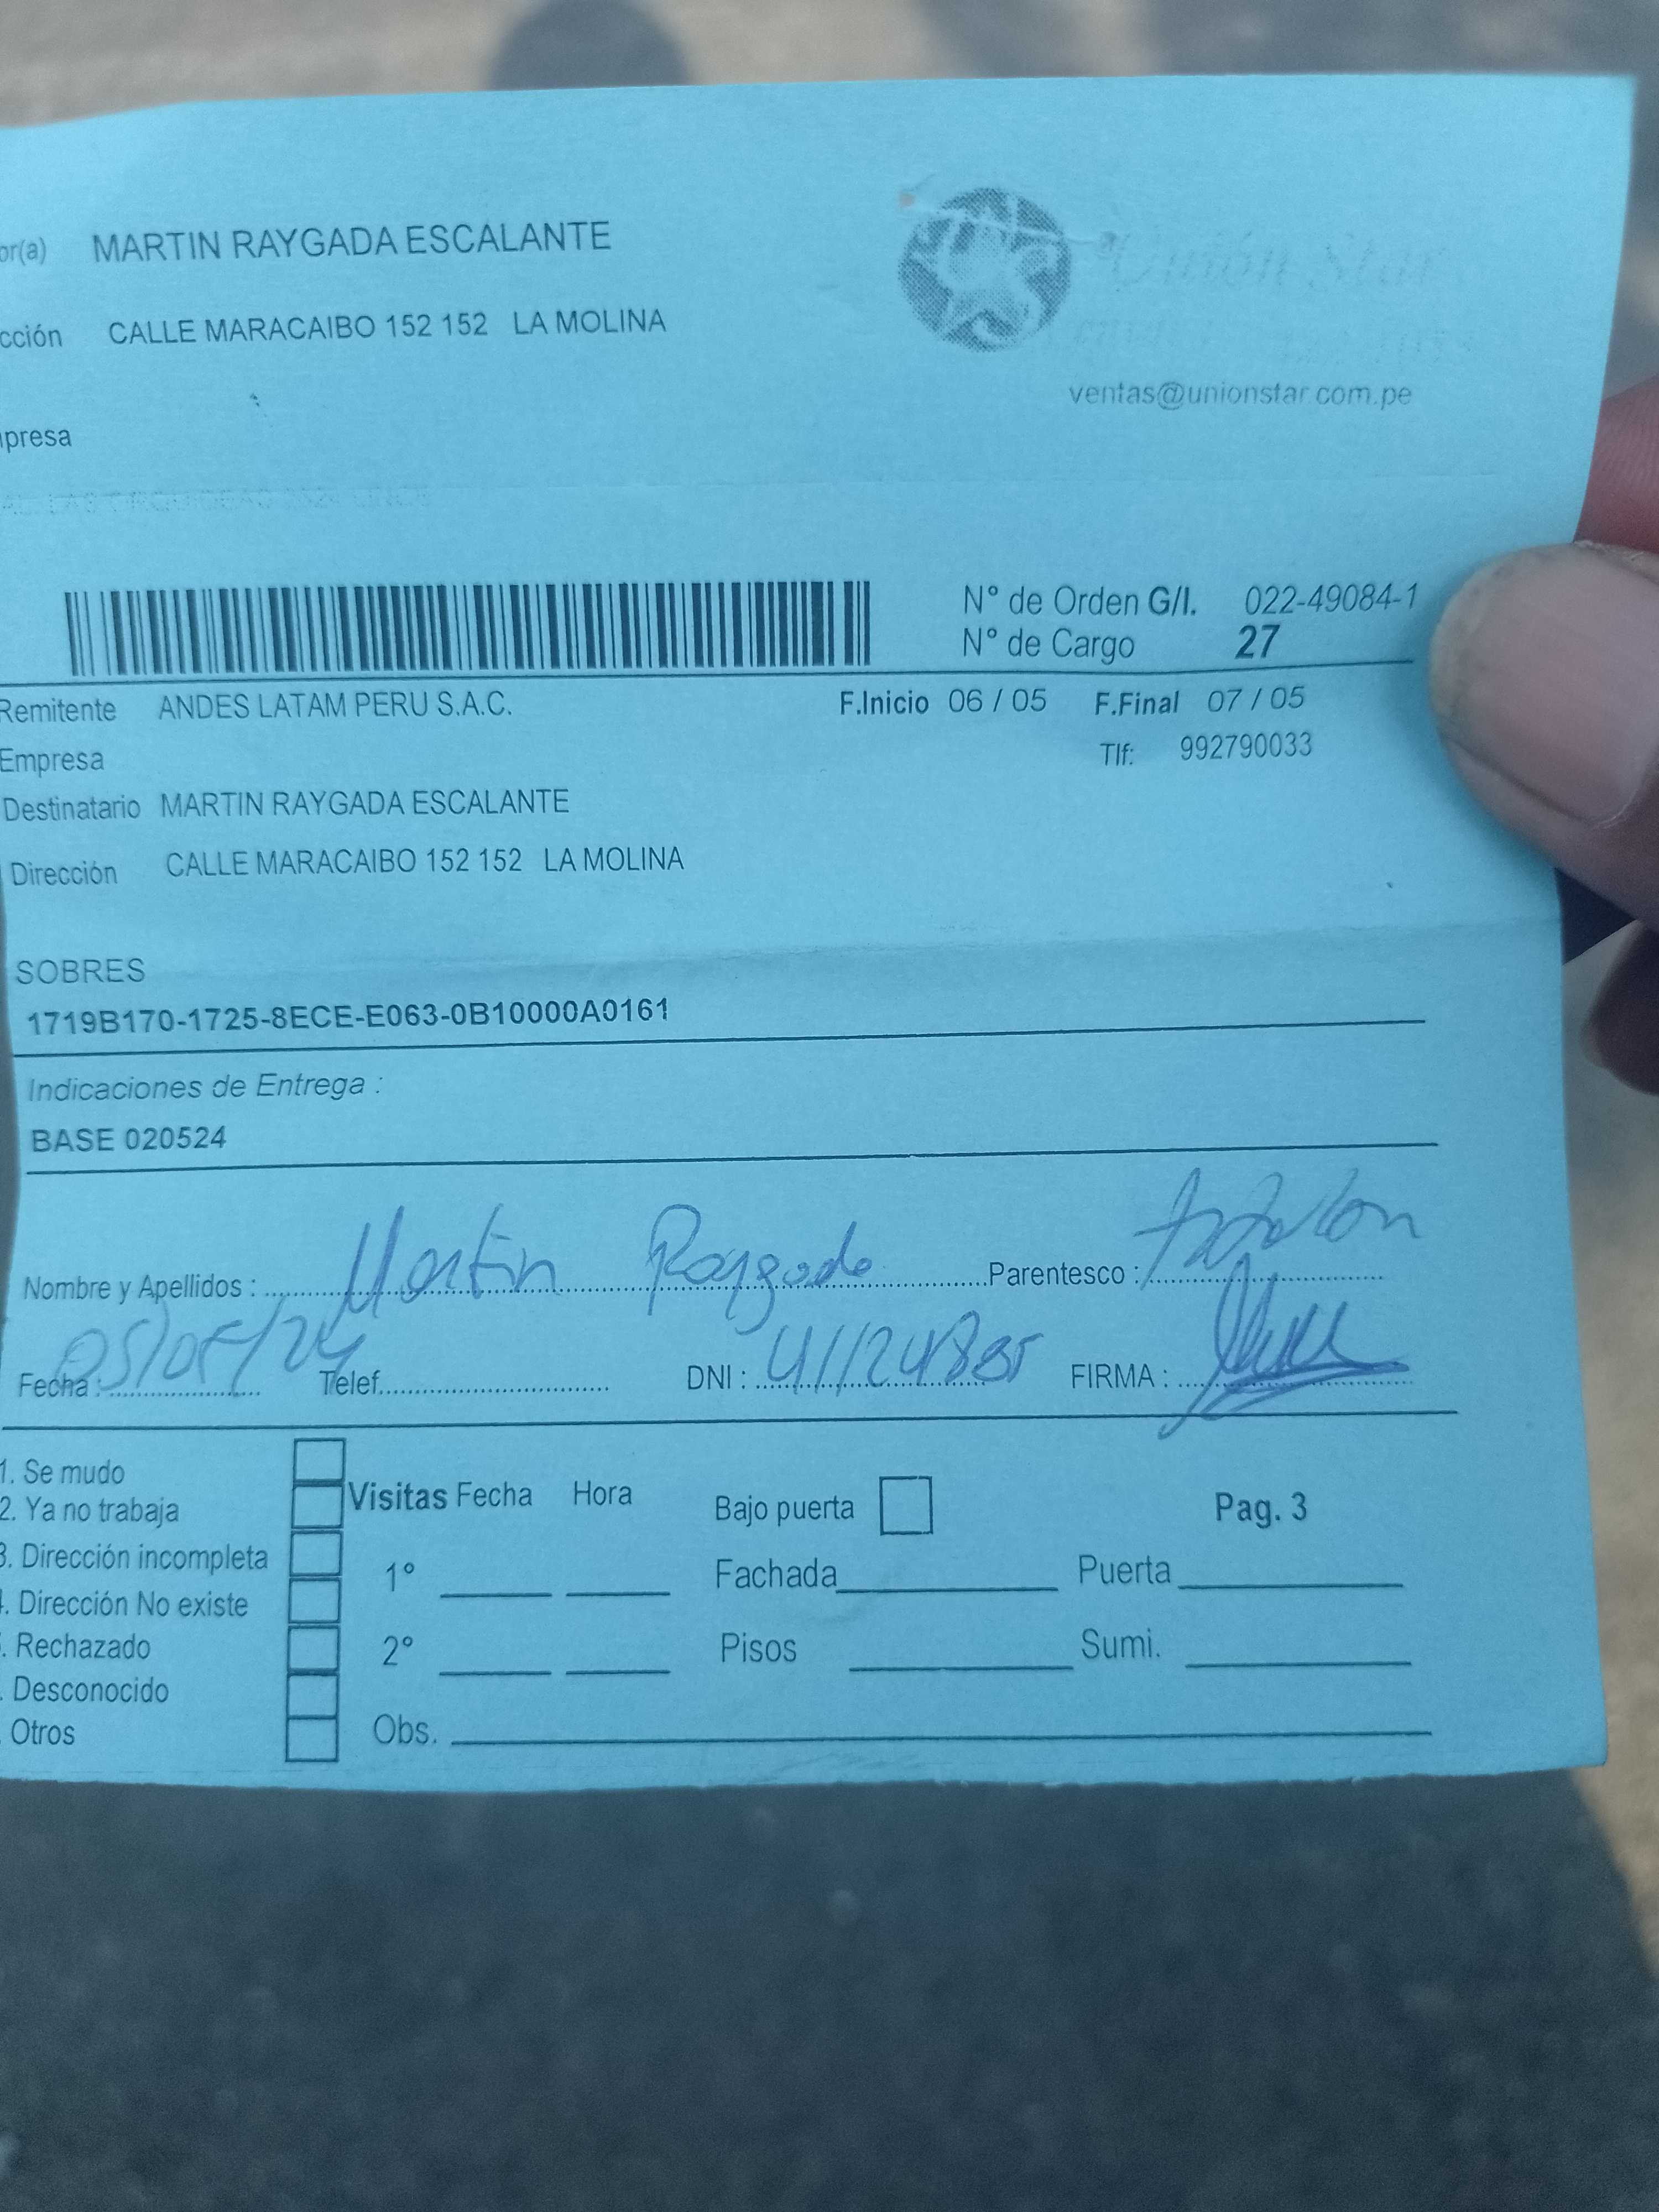 or(a) MARTIN RAYGADA ESCALANTE
cción CALLE MARACAIBO 152 152 LA MOLINA
Unión Star
ventas@unionstar.com.pe
presa
N° de Orden G/I. 022-49084-1
N° de Cargo 27
Remitente ANDES LATAM PERU S.A.C. F.Inicio 06 / 05 F.Final 07 / 05
Empresa Tlf: 992790033
Destinatario MARTIN RAYGADA ESCALANTE
Dirección CALLE MARACAIBO 152 152 LA MOLINA
SOBRES
1719B170-1725-8ECE-E063-0B10000A0161
Indicaciones de Entrega :
BASE 020524
Nombre y Apellidos : Martin Raygada Parentesco :
Fecha : Telef. DNI : FIRMA :
1. Se mudo
2. Ya no trabaja
3. Dirección incompleta
. Dirección No existe
. Rechazado
. Desconocido
. Otros
Visitas Fecha Hora Bajo puerta Pag. 3
1° Fachada Puerta
2° Pisos Sumi.
Obs.